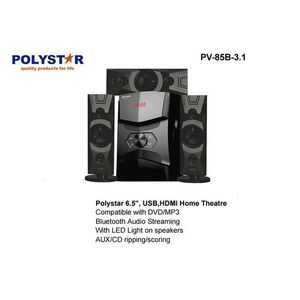 POLYSTAR
quality products for life
PV-85B-3.1
Polystar 6.5", USB,HDMI Home Theatre
Compatible with DVD/MP3
Bluetooth Audio Streaming
With LED Light on speakers
AUX/CD ripping/scoring